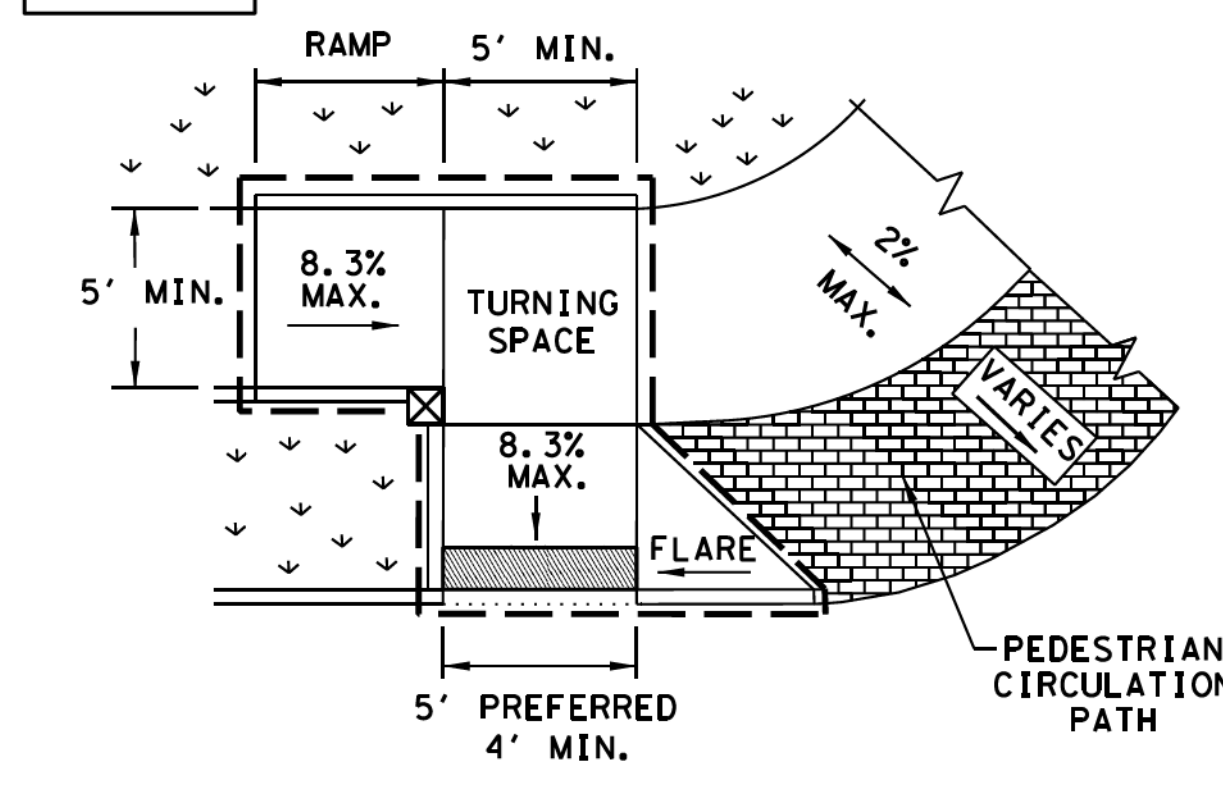 RAMP
5' MIN.
8.3%
MAX.
5' MIN.
TURNING
SPACE
2%
MAX.
VARIES
8.3%
MAX.
FLARE
PEDESTRIAN
CIRCULATION
PATH
5' PREFERRED
4' MIN.